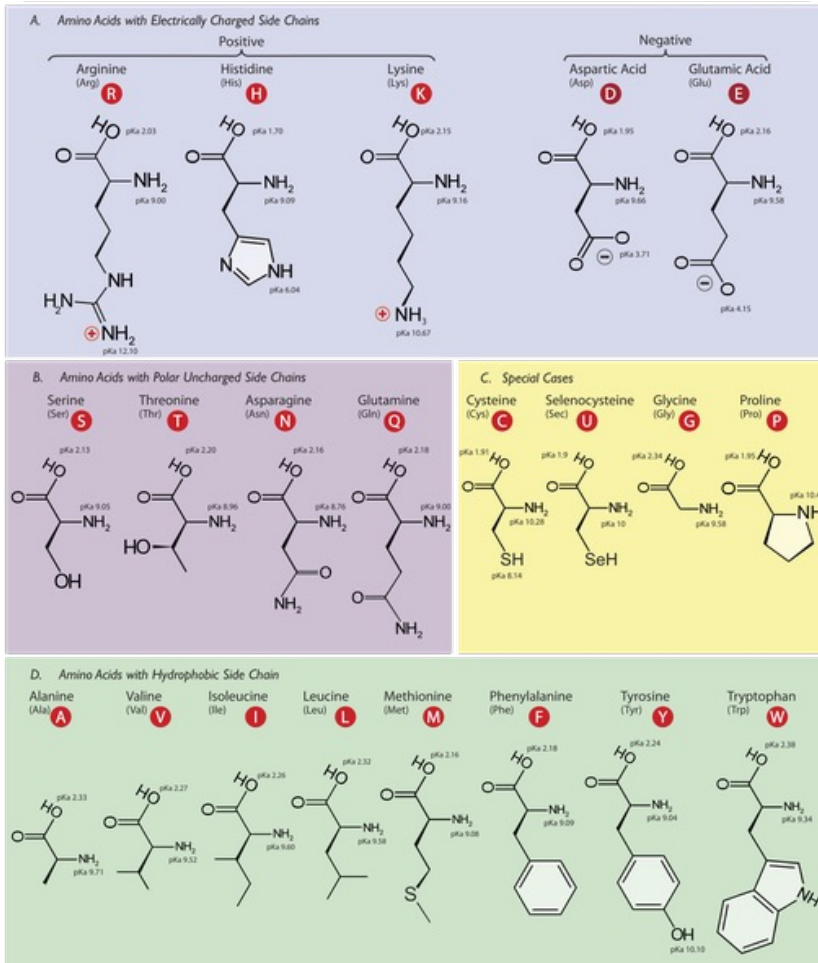 A. Amino Acids with Electrically Charged Side Chains
Positive
Negative
Arginine
(Arg)
R
HO
pKa 2.03
O
NH2
pKa 9.00
NH
H2N
NH2
pKa 12.10
Histidine
(His)
H
HO
pKa 1.70
O
NH2
pKa 9.09
N
NH
pKa 6.04
Lysine
(Lys)
K
HO
pKa 2.15
O
NH2
pKa 9.16
NH3
pKa 10.67
Aspartic Acid
(Asp)
D
HO
pKa 1.95
O
NH2
pKa 9.66
O
O
pKa 3.71
Glutamic Acid
(Glu)
E
HO
pKa 2.16
O
NH2
pKa 9.58
O
O
pKa 4.15
B. Amino Acids with Polar Uncharged Side Chains
Serine
(Ser)
S
pKa 2.13
HO
O
pKa 9.05
NH2
OH
Threonine
(Thr)
T
pKa 2.20
HO
O
pKa 8.96
NH2
HO
Asparagine
(Asn)
N
pKa 2.16
HO
O
pKa 8.76
NH2
O
NH2
Glutamine
(Gln)
Q
pKa 2.18
HO
O
pKa 9.00
NH2
O
NH2
C. Special Cases
Cysteine
(Cys)
C
pKa 1.91
HO
O
NH2
pKa 10.28
SH
pKa 8.14
Selenocysteine
(Sec)
U
pKa 1.9
HO
O
NH2
pKa 10
SeH
Glycine
(Gly)
G
pKa 2.34
HO
O
NH2
pKa 9.58
Proline
(Pro)
P
pKa 1.95
HO
O
pKa 10.4
NH
D. Amino Acids with Hydrophobic Side Chain
Alanine
(Ala)
A
pKa 2.33
HO
O
NH2
pKa 9.71
Valine
(Val)
V
pKa 2.27
HO
O
NH2
pKa 9.52
Isoleucine
(Ile)
I
pKa 2.26
HO
O
NH2
pKa 9.60
Leucine
(Leu)
L
pKa 2.32
HO
O
NH2
pKa 9.58
Methionine
(Met)
M
pKa 2.16
HO
O
NH2
pKa 9.08
S
Phenylalanine
(Phe)
F
pKa 2.18
HO
O
NH2
pKa 9.09
Tyrosine
(Tyr)
Y
pKa 2.24
HO
O
NH2
pKa 9.04
OH
pKa 10.10
Tryptophan
(Trp)
W
pKa 2.38
HO
O
NH2
pKa 9.34
NH